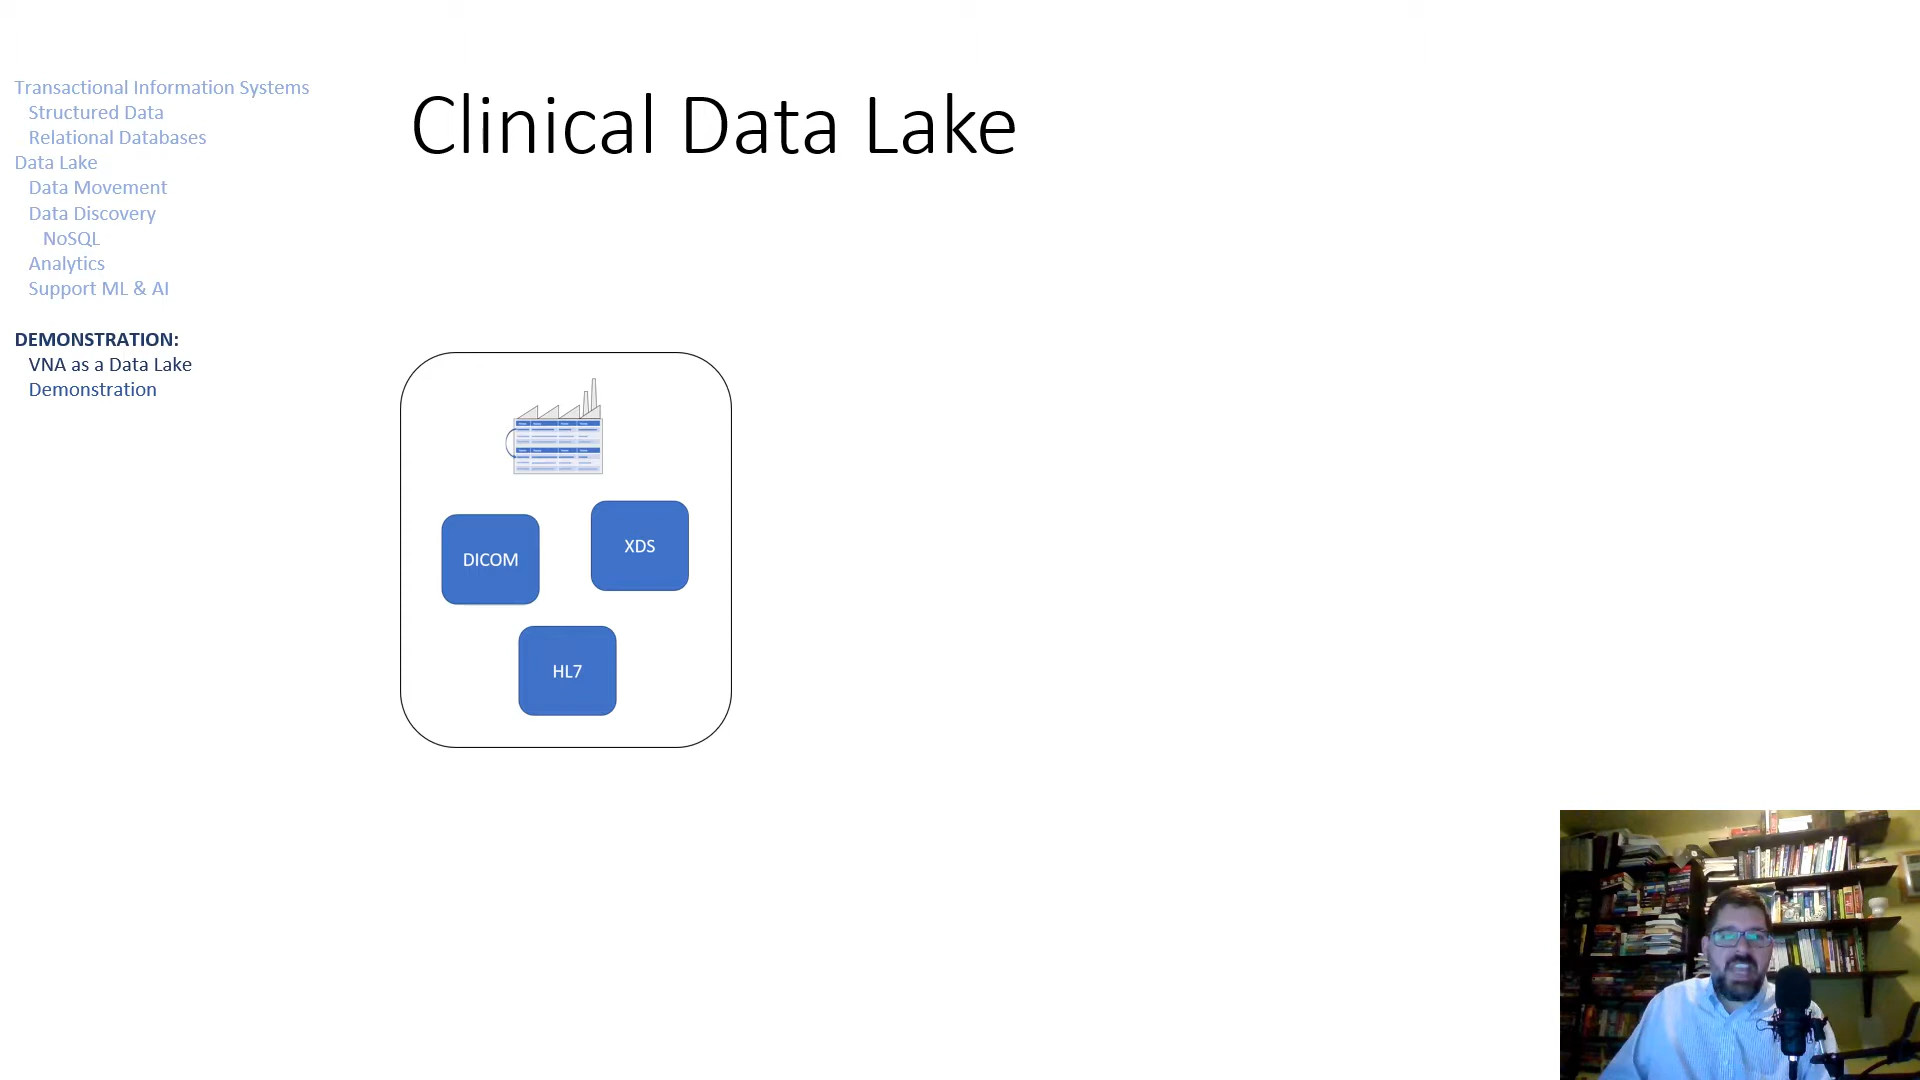 Transactional Information Systems
Structured Data
Relational Databases
Data Lake
Data Movement
Data Discovery
NoSQL
Analytics
Support ML & AI
DEMONSTRATION:
VNA as a Data Lake
Demonstration
Clinical Data Lake
DICOM
XDS
HL7